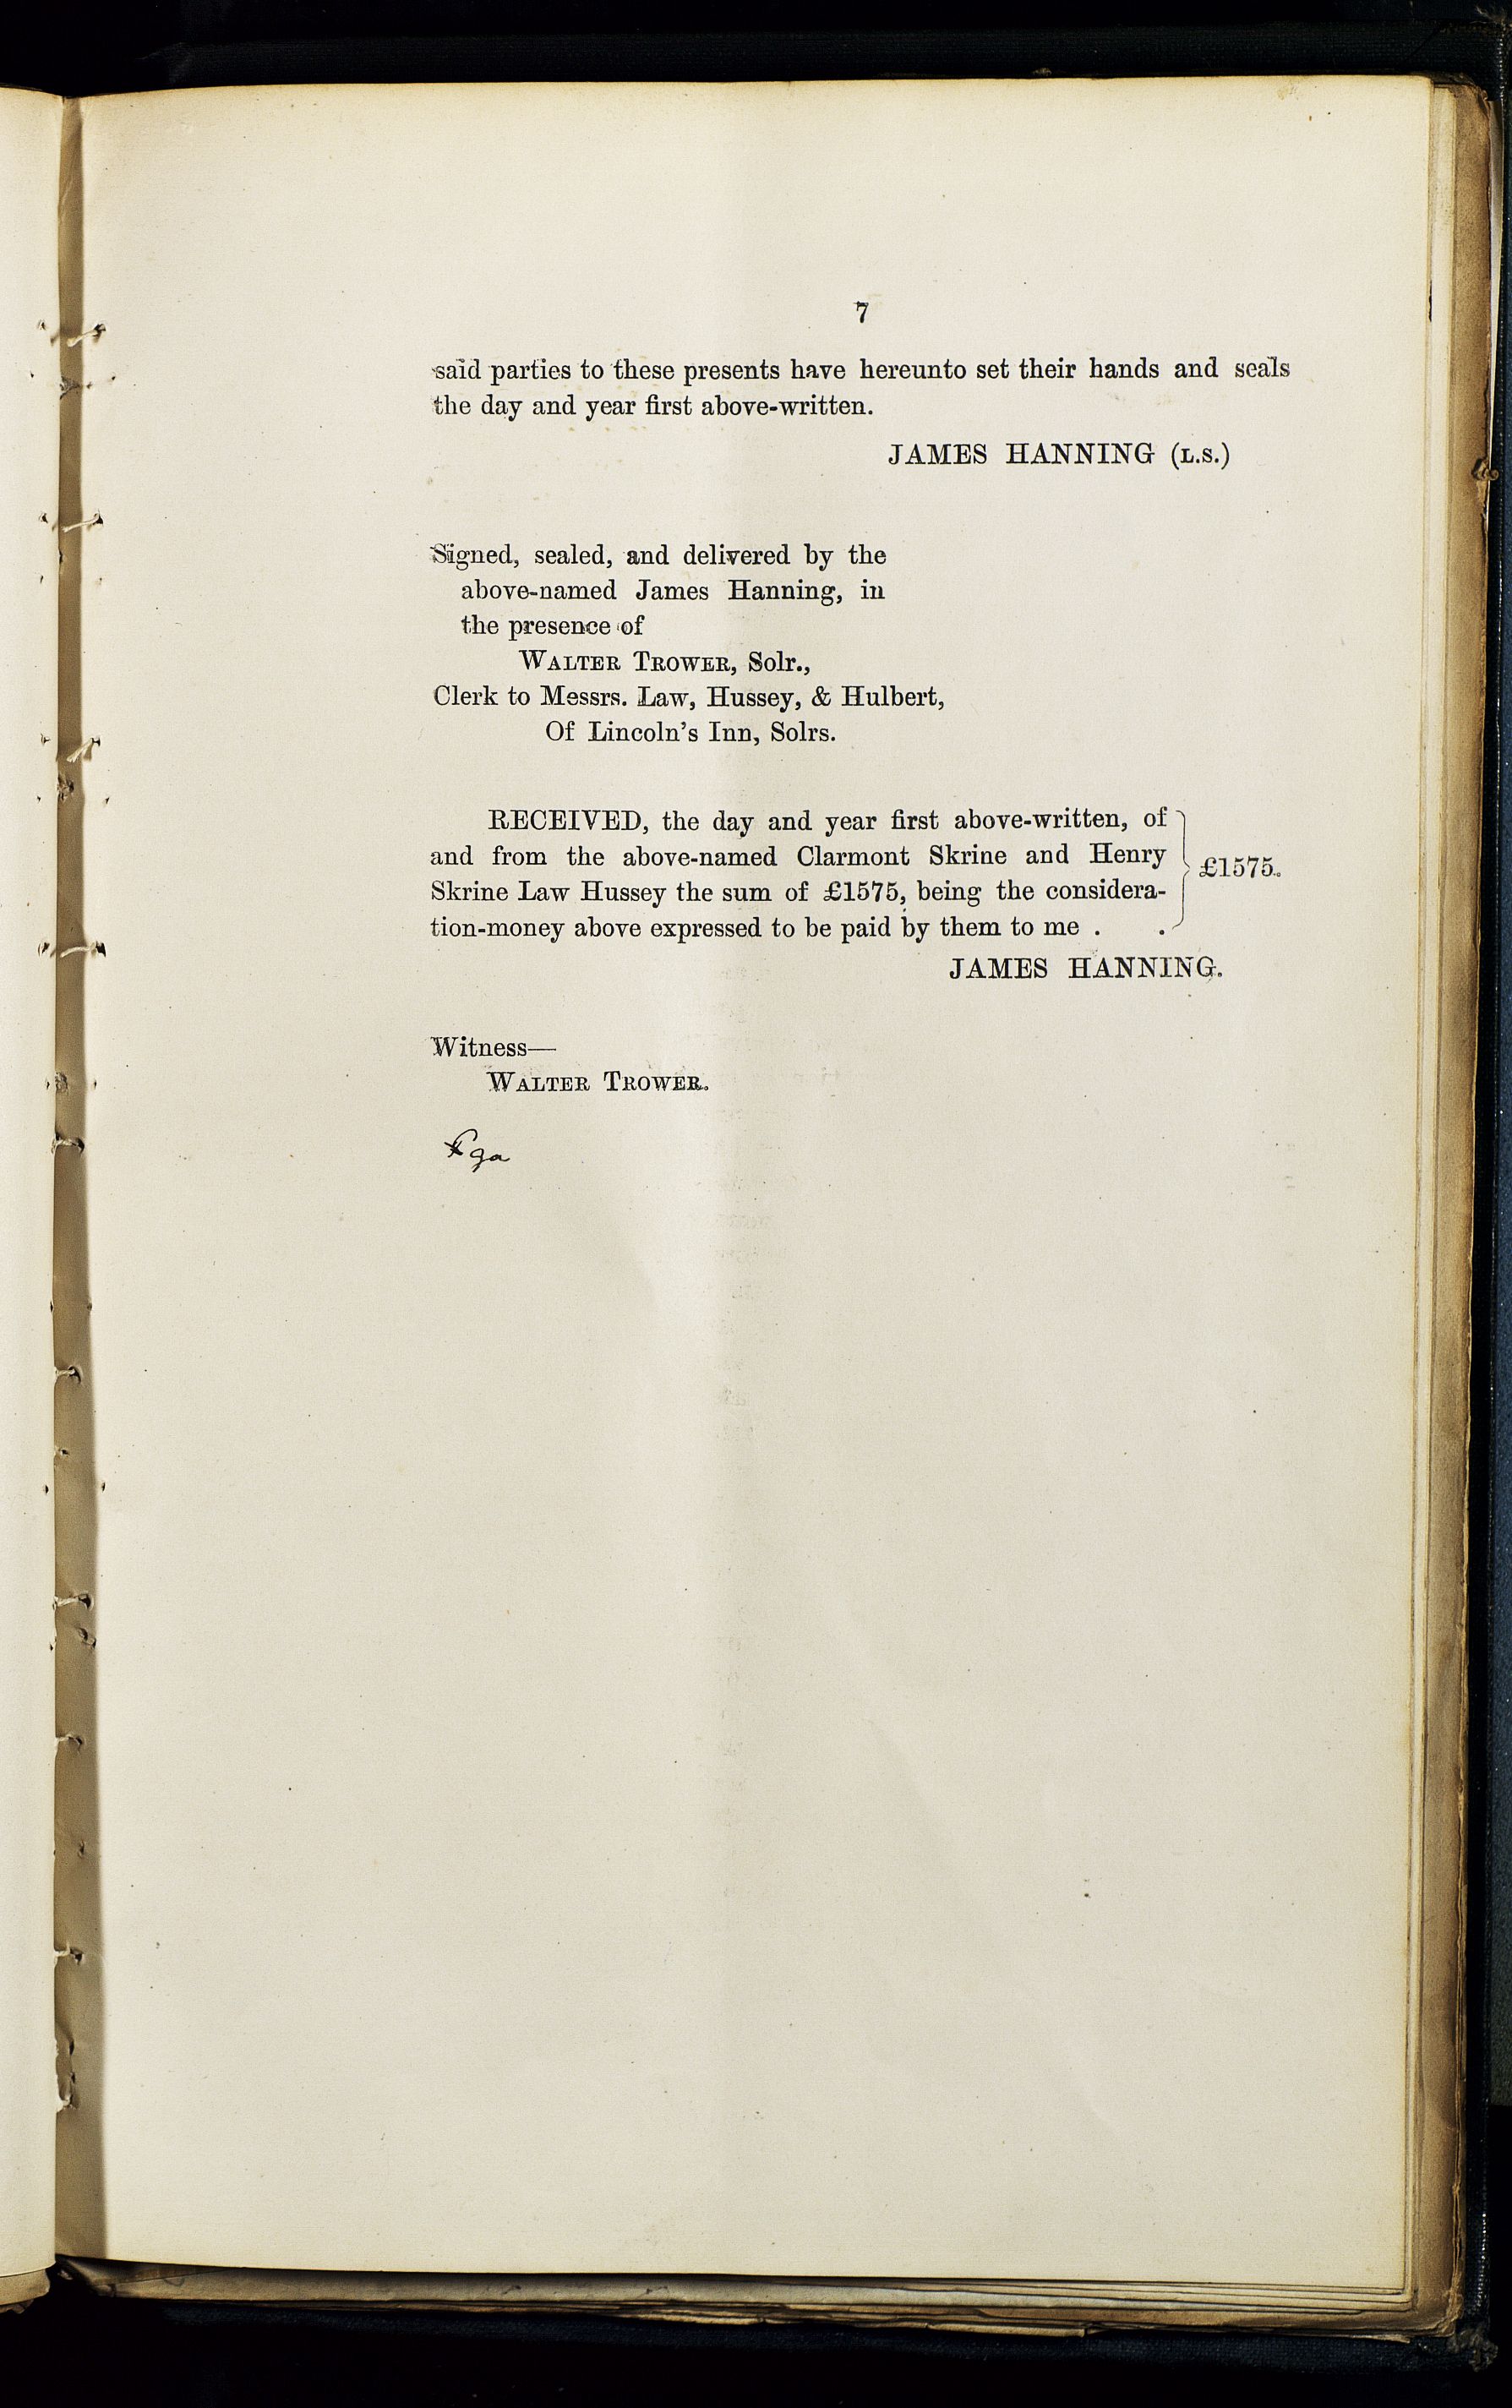 7
said parties to these presents have hereunto set their hands and seals
the day and year first above-written.
JAMES HANNING (L.S.)
Signed, sealed, and delivered by the
above-named James Hanning, in
the presence of
WALTER TROWER, Solr.,
Clerk to Messrs. Law, Hussey, & Hulbert,
Of Lincoln's Inn, Solrs.
RECEIVED, the day and year first above-written, of
and from the above-named Clarmont Skrine and Henry
Skrine Law Hussey the sum of £1575, being the considera-
tion-money above expressed to be paid by them to me . .
£1575.
JAMES HANNING.
Witness—
WALTER TROWER.